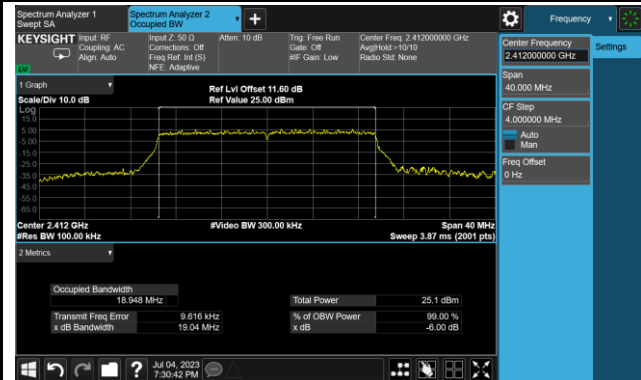 Spectrum Analyzer 1
Swept SA
Spectrum Analyzer 2
Occupied BW
Frequency
KEYSIGHT
Input: RF
Coupling: AC
Align: Auto
Input Z: 50 Ω
Corrections: Off
Freq Ref: Int (S)
NFE: Adaptive
Atten: 10 dB
Trig: Free Run
Gate: Off
#IF Gain: Low
Center Freq: 2.412000000 GHz
Avg|Hold:>10/10
Radio Std: None
Center Frequency
2.412000000 GHz
Settings
Span
40.000 MHz
CF Step
4.000000 MHz
Auto
Man
Freq Offset
0 Hz
1 Graph
Scale/Div 10.0 dB
Ref Lvl Offset 11.60 dB
Ref Value 25.00 dBm
Log
15.0
5.00
-5.00
-15.0
-25.0
-35.0
-45.0
-55.0
-65.0
Center 2.412 GHz
#Res BW 100.00 kHz
#Video BW 300.00 kHz
Span 40 MHz
Sweep 3.87 ms (2001 pts)
2 Metrics
Occupied Bandwidth
18.948 MHz
Total Power 25.1 dBm
Transmit Freq Error 9.616 kHz
% of OBW Power 99.00 %
x dB Bandwidth 19.04 MHz
x dB -6.00 dB
Jul 04, 2023
7:30:42 PM